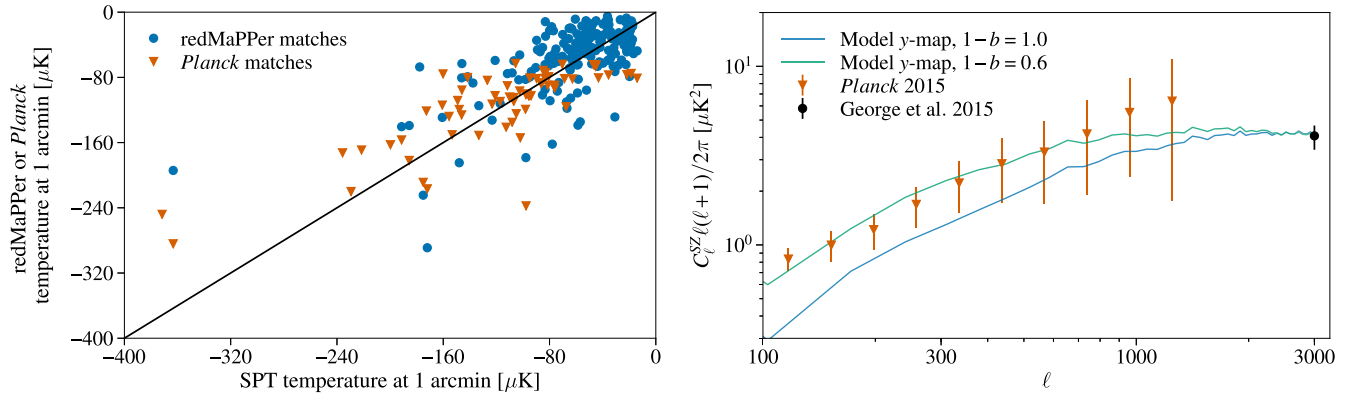 redMaPPer or Planck
temperature at 1 arcmin [μK]
0
−80
−160
−240
−320
−400
redMaPPer matches
Planck matches
−400 −320 −240 −160 −80 0
SPT temperature at 1 arcmin [μK]
C_ℓ^SZ ℓ(ℓ+1)/2π [μK²]
10¹
10⁰
Model y-map, 1−b = 1.0
Model y-map, 1−b = 0.6
Planck 2015
George et al. 2015
100 300 1000 3000
ℓ